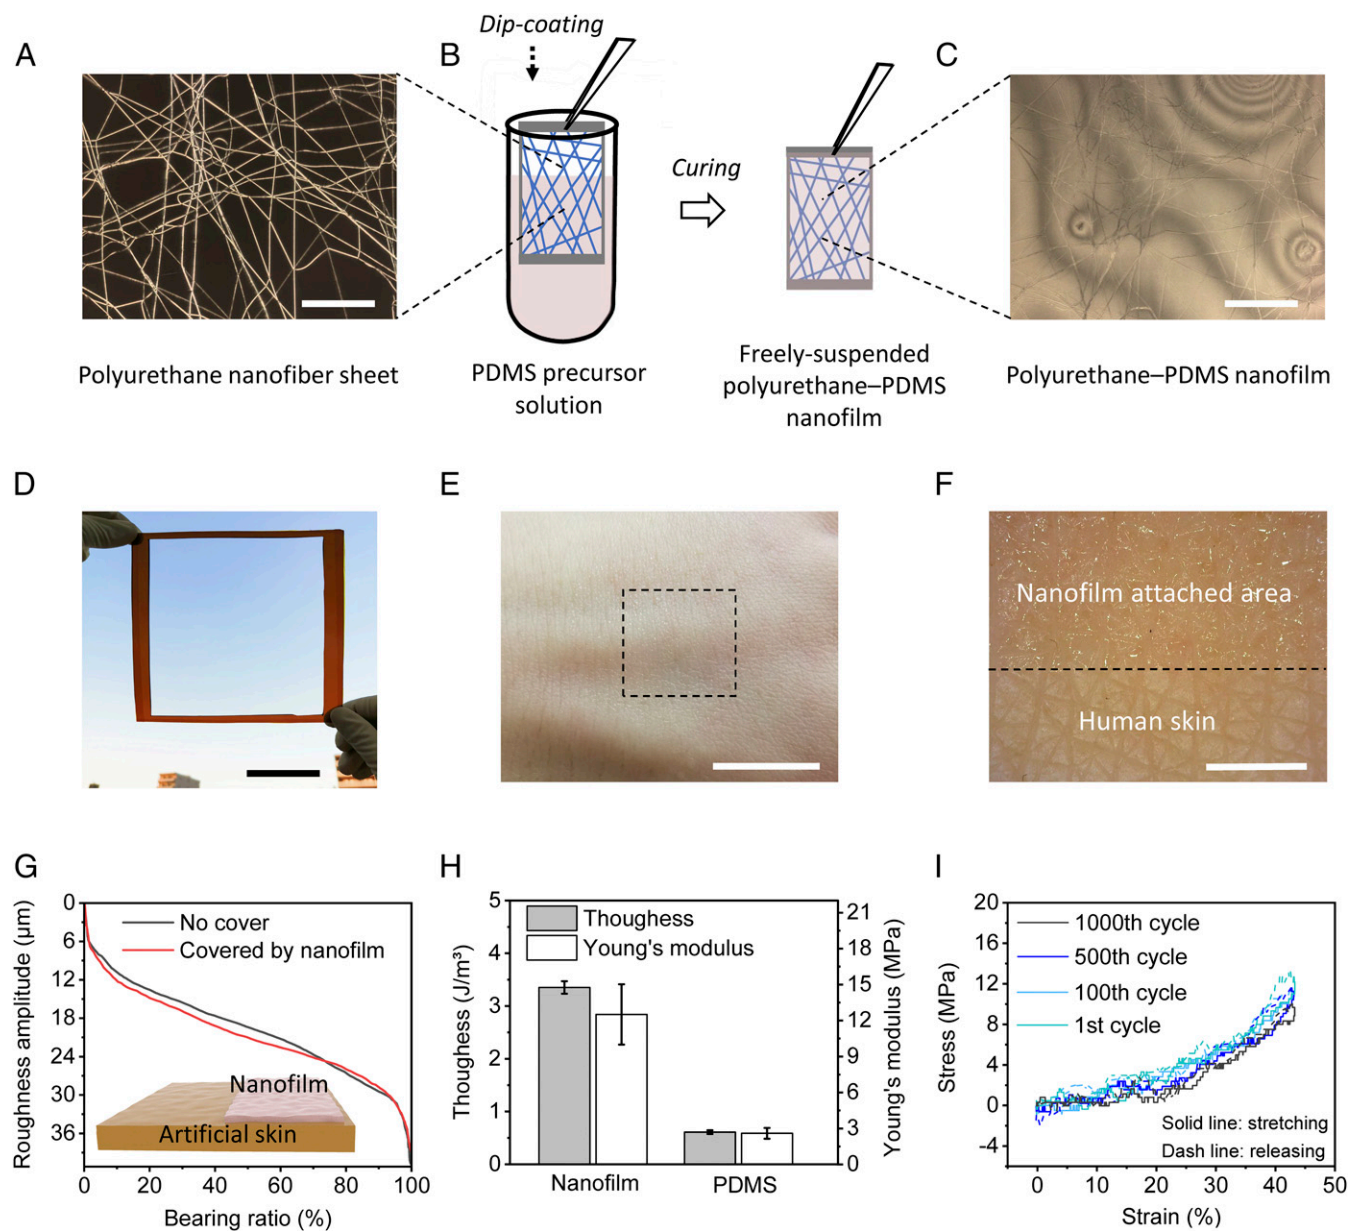 A
B
Dip-coating
Curing
C
Polyurethane nanofiber sheet
PDMS precursor
solution
Freely-suspended
polyurethane–PDMS
nanofilm
Polyurethane–PDMS nanofilm
D
E
F
Nanofilm attached area
Human skin
G
Roughness amplitude (μm)
0
6
12
18
24
30
36
No cover
Covered by nanofilm
Nanofilm
Artificial skin
0 20 40 60 80 100
Bearing ratio (%)
H
Thoughess (J/m³)
5
4
3
2
1
0
Thoughess
Young's modulus
21
18
15
12
9
6
3
0
Young's modulus (MPa)
Nanofilm PDMS
I
Stress (MPa)
20
16
12
8
4
0
-4
1000th cycle
500th cycle
100th cycle
1st cycle
Solid line: stretching
Dash line: releasing
0 10 20 30 40 50
Strain (%)